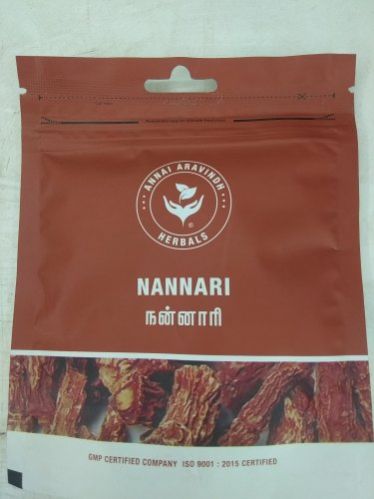 ANNAI ARAVINDH
®
HERBALS
NANNARI
நன்னாரி
GMP CERTIFIED COMPANY ISO 9001 : 2015 CERTIFIED